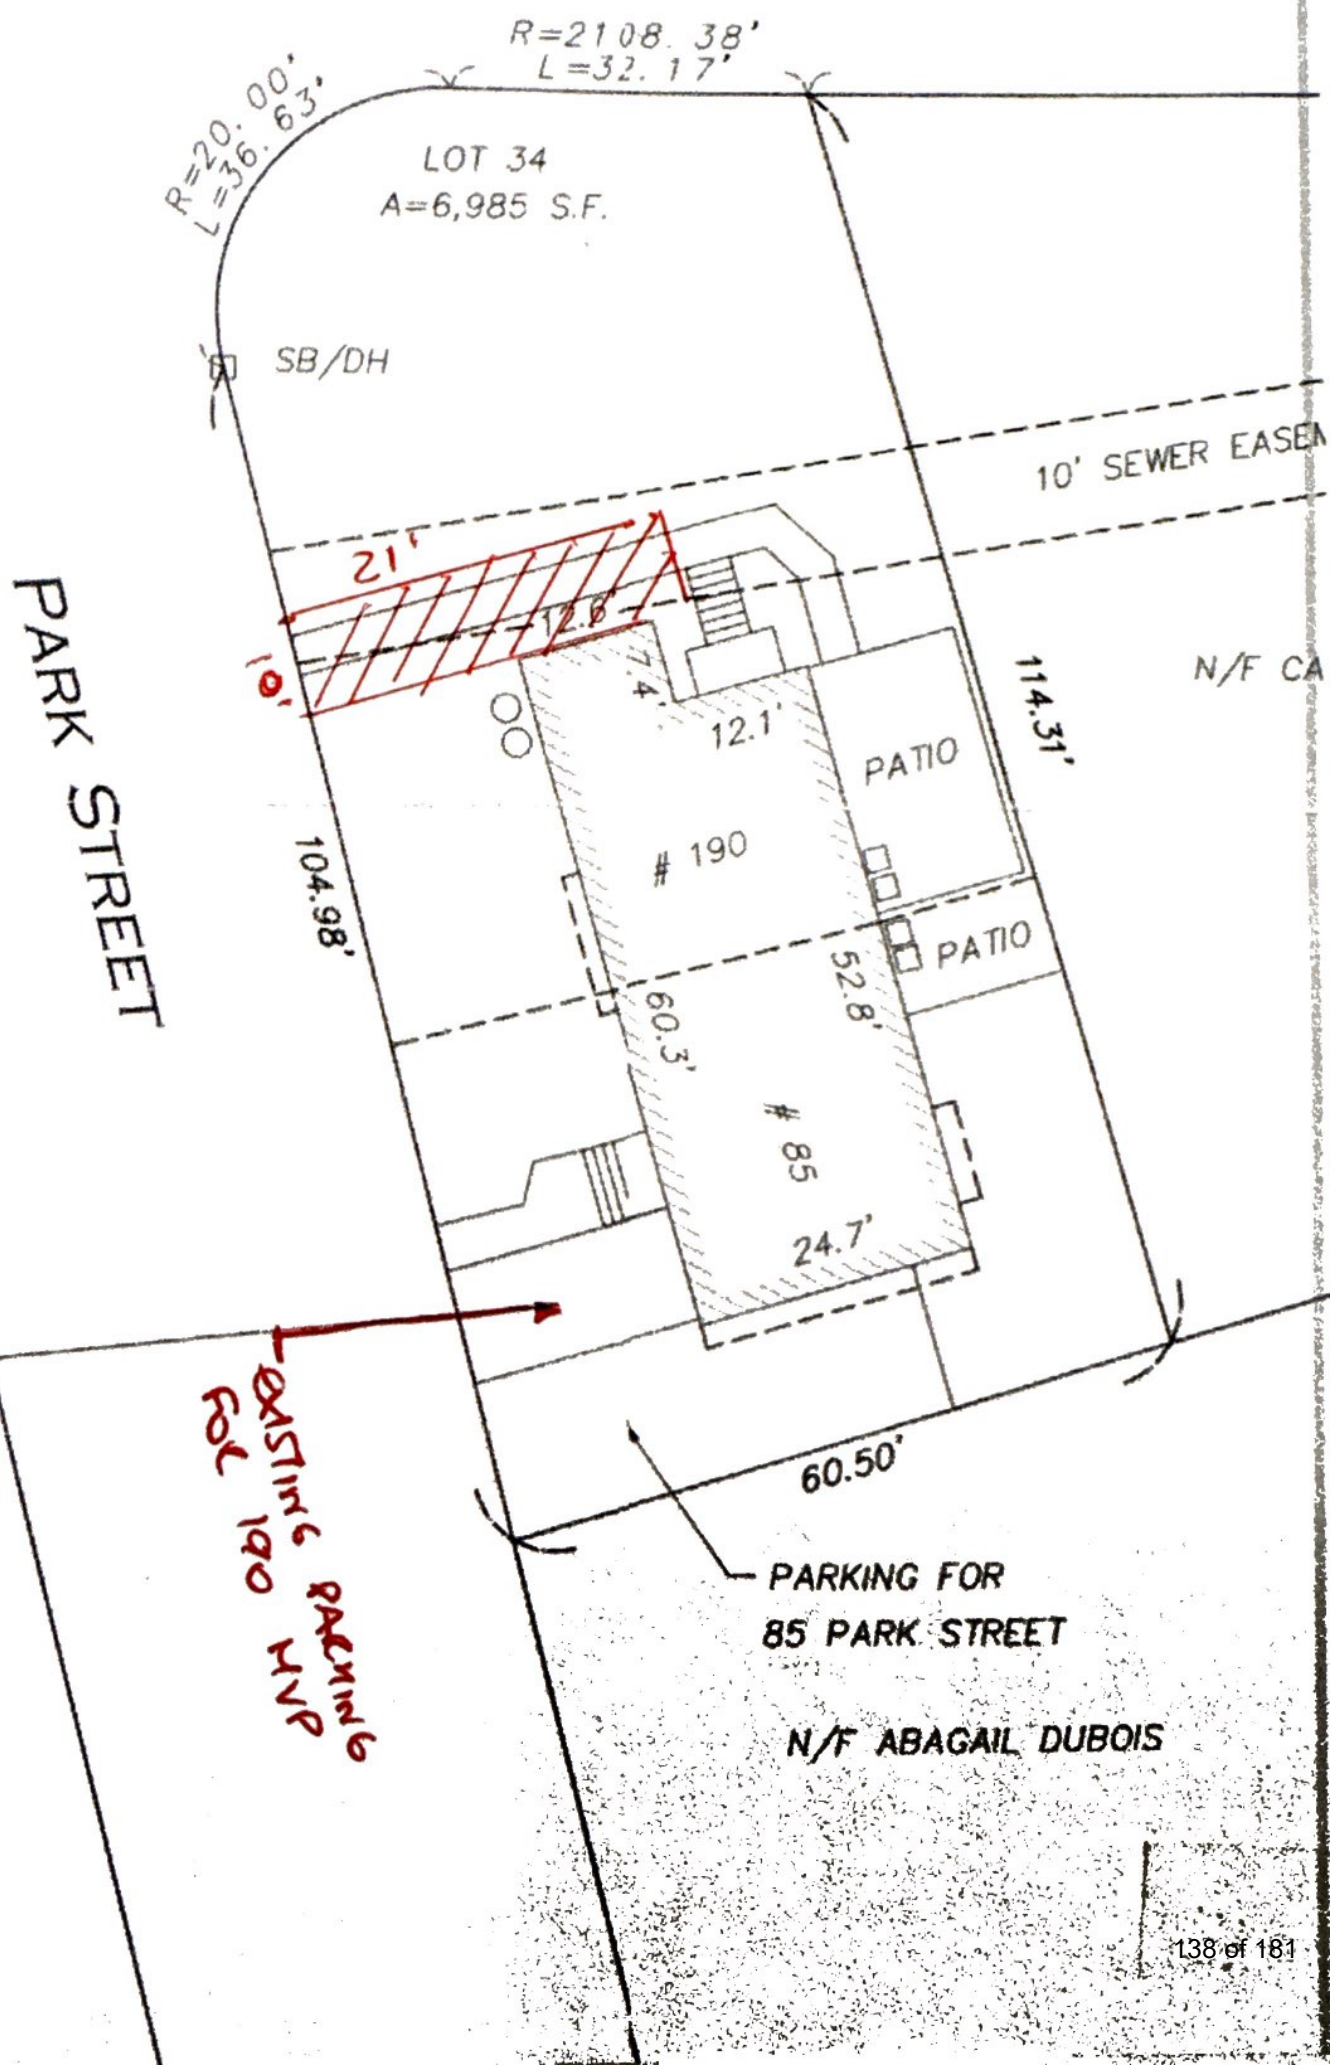 R=2108.38'
L=32.17'
R=20.00'
L=36.63'
LOT 34
A=6,985 S.F.
SB/DH
10' SEWER
21'
12.6'
10'
7.4'
12.1'
N/F
114.31'
PATIO
PARK STREET
# 190
104.98'
PATIO
52.8'
60.3'
# 85
24.7'
EXISTING PARKING
FOR 190 MVP
60.50'
PARKING FOR
85 PARK STREET
N/F ABAGAIL DUBOIS
138 of 181